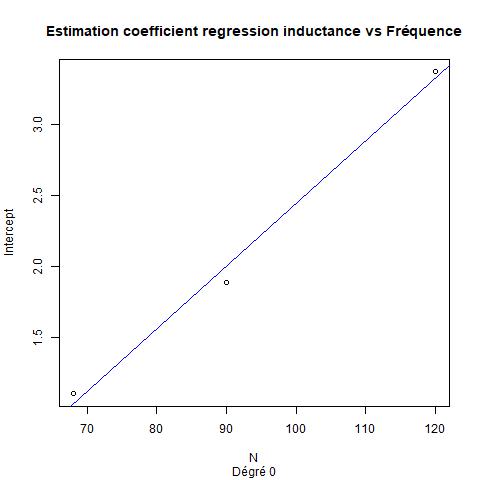 Estimation coefficient regression inductance vs Fréquence
Intercept
3.0
2.5
2.0
1.5
70 80 90 100 110 120
N
Dégré 0